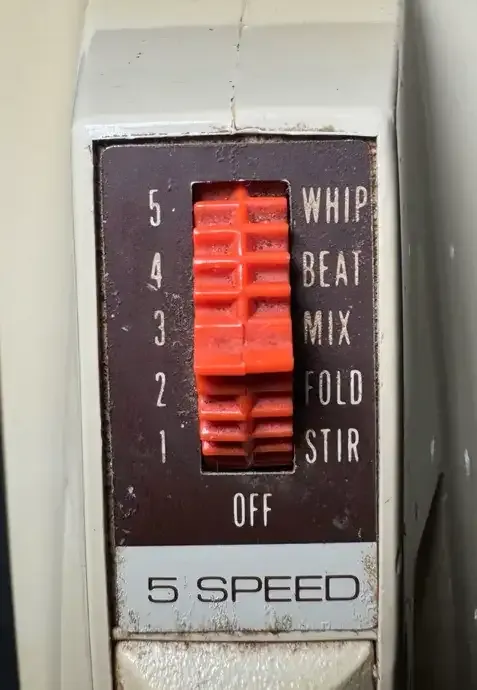 5 WHIP
4 BEAT
3 MIX
2 FOLD
1 STIR
OFF
5 SPEED